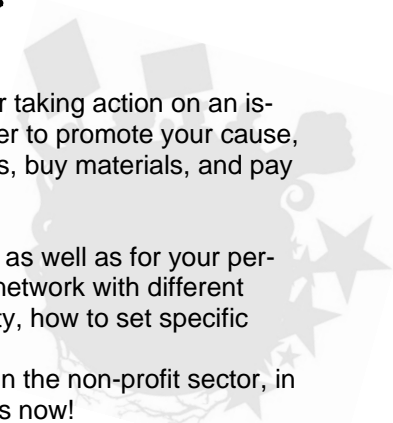 r taking action on an is-
er to promote your cause,
s, buy materials, and pay
as well as for your per-
network with different
ty, how to set specific
n the non-profit sector, in
s now!